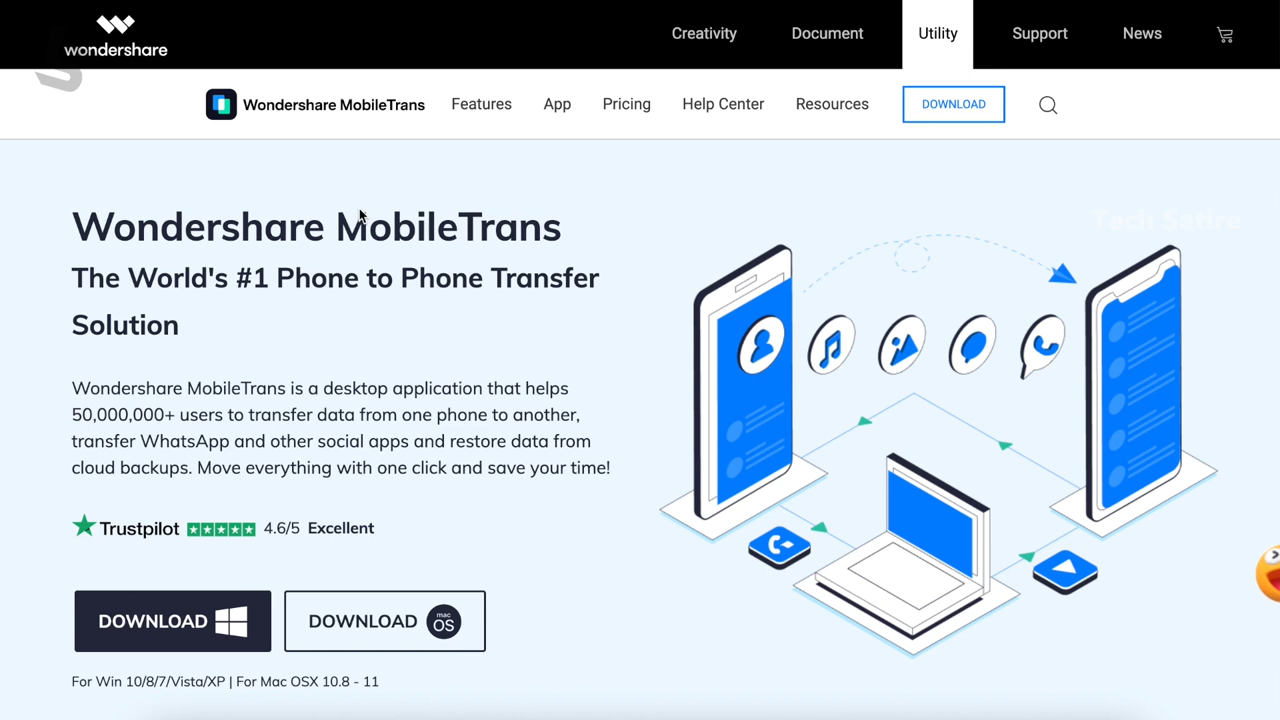 wondershare
Creativity
Document
Utility
Support
News
Wondershare MobileTrans
Features
App
Pricing
Help Center
Resources
DOWNLOAD
Wondershare MobileTrans
Tech Satire
The World's #1 Phone to Phone Transfer
Solution
Wondershare MobileTrans is a desktop application that helps
50,000,000+ users to transfer data from one phone to another,
transfer WhatsApp and other social apps and restore data from
cloud backups. Move everything with one click and save your time!
Trustpilot 4.6/5 Excellent
DOWNLOAD
DOWNLOAD mac OS
For Win 10/8/7/Vista/XP | For Mac OSX 10.8 - 11